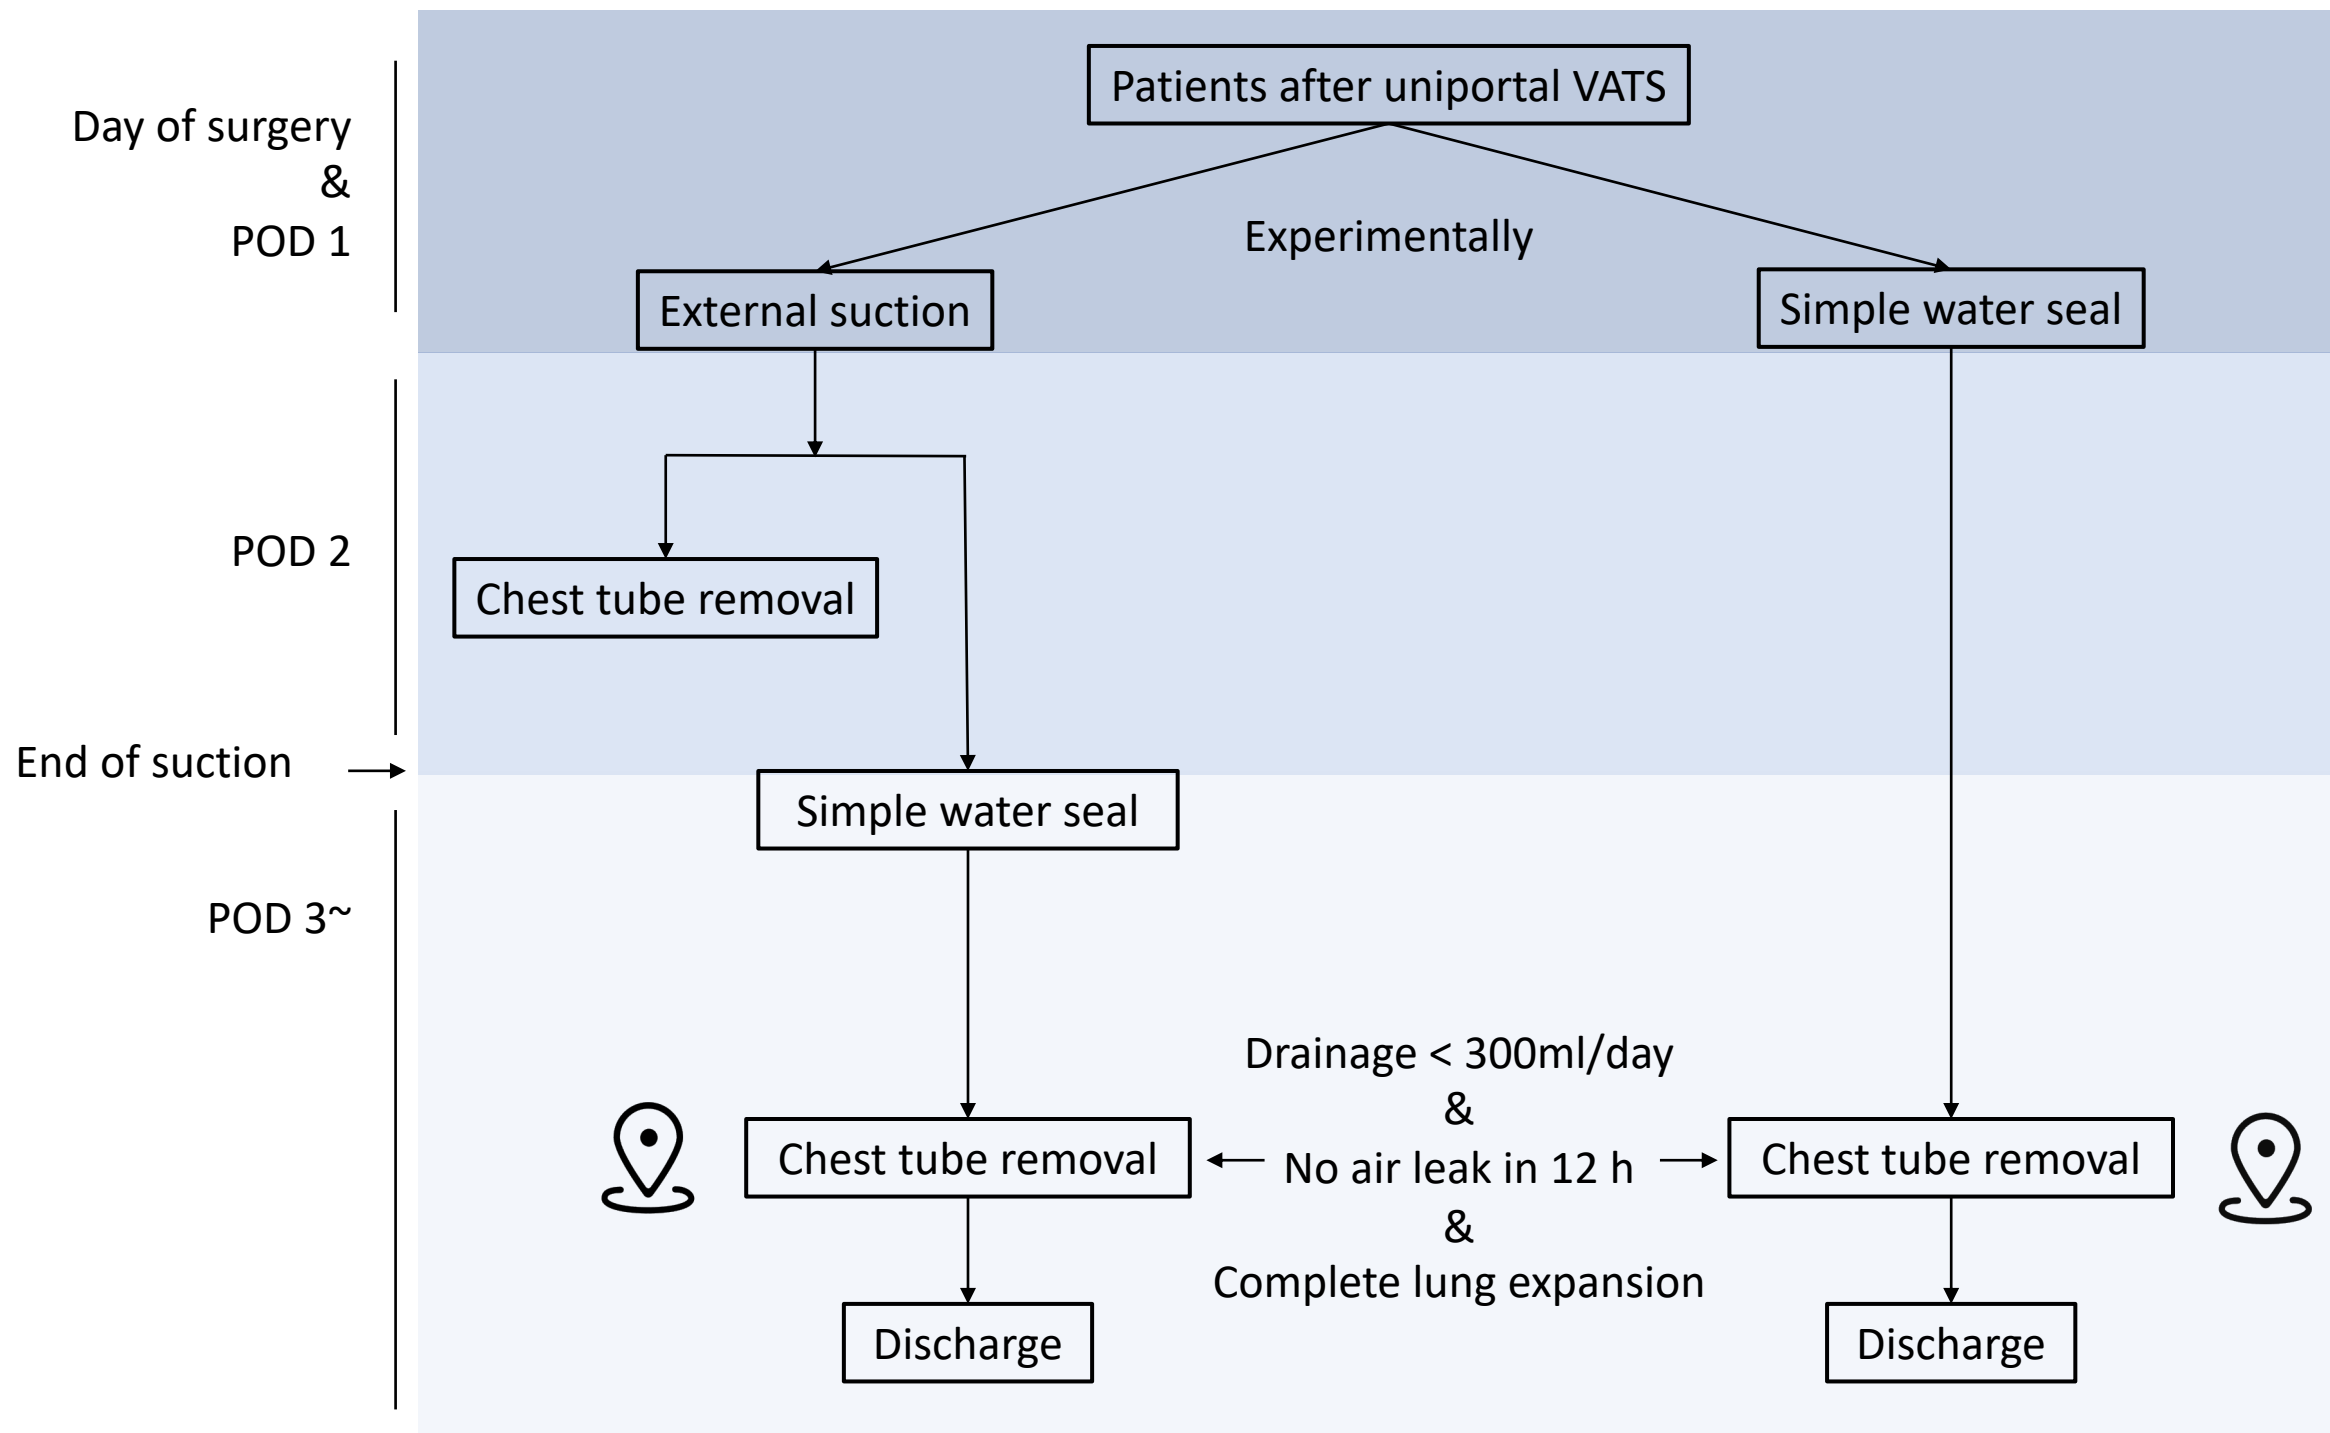 Patients after uniportal VATS
Day of surgery
&
POD 1
Experimentally
External suction
Simple water seal
POD 2
Chest tube removal
End of suction
Simple water seal
POD 3~
Drainage < 300ml/day
&
Chest tube removal
No air leak in 12 h
Chest tube removal
&
Complete lung expansion
Discharge
Discharge